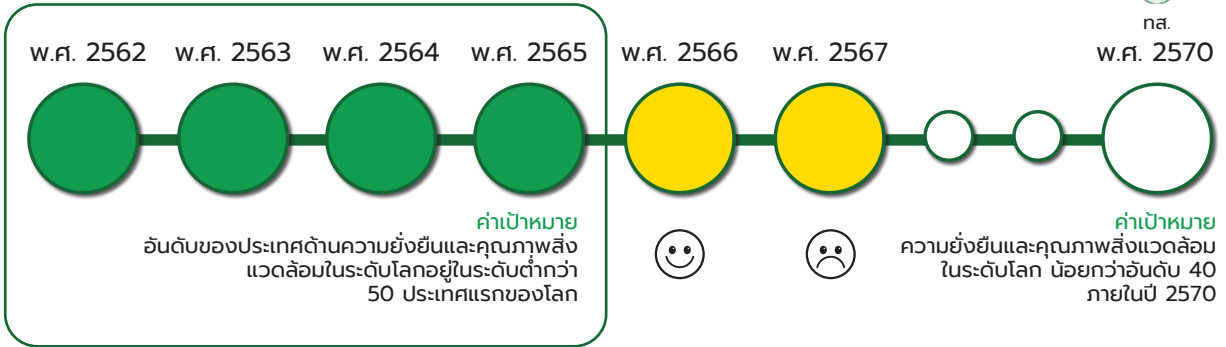 ทส.
พ.ศ. 2562 พ.ศ. 2563 พ.ศ. 2564 พ.ศ. 2565 พ.ศ. 2566 พ.ศ. 2567 พ.ศ. 2570
ค่าเป้าหมาย
อันดับของประเทศด้านความยั่งยืนและคุณภาพสิ่ง
แวดล้อมในระดับโลกอยู่ในระดับต่ำกว่า
50 ประเทศแรกของโลก
ค่าเป้าหมาย
ความยั่งยืนและคุณภาพสิ่งแวดล้อม
ในระดับโลก น้อยกว่าอันดับ 40
ภายในปี 2570